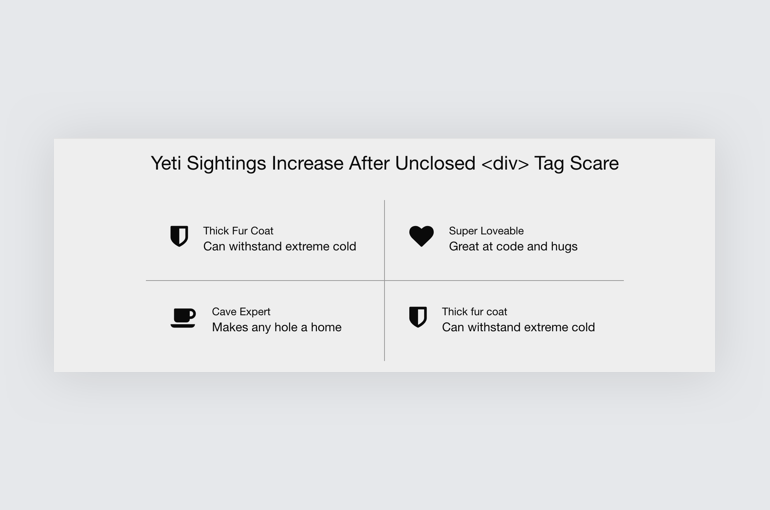 Yeti Sightings Increase After Unclosed <div> Tag Scare
Thick Fur Coat
Can withstand extreme cold
Super Loveable
Great at code and hugs
Cave Expert
Makes any hole a home
Thick fur coat
Can withstand extreme cold